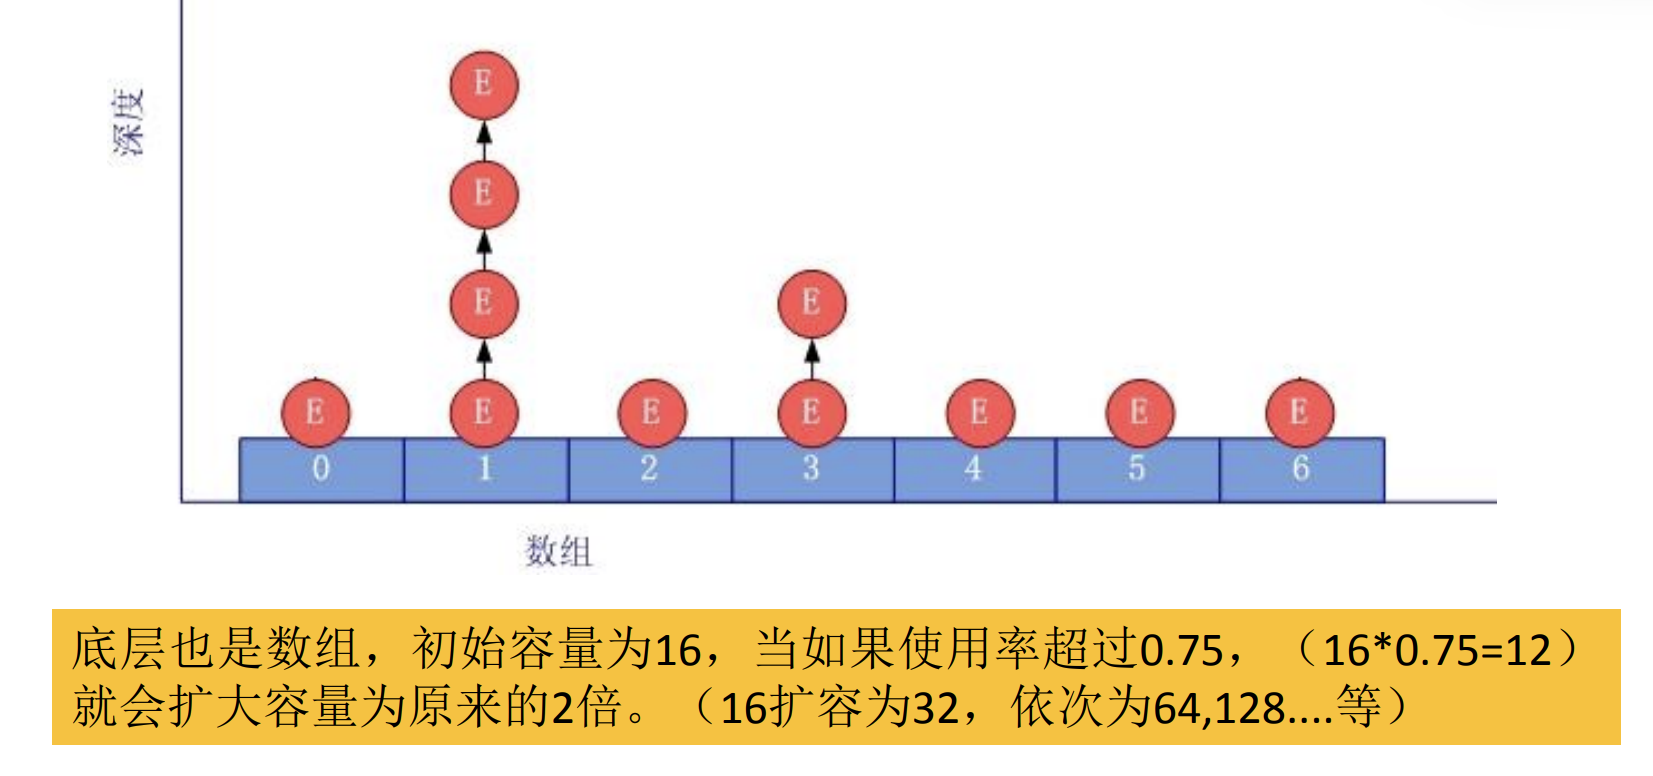 深度
E
E
E E
E E E E E E E
0 1 2 3 4 5 6
数组
底层也是数组，初始容量为16，当如果使用率超过0.75，（16*0.75=12）
就会扩大容量为原来的2倍。（16扩容为32，依次为64,128....等）